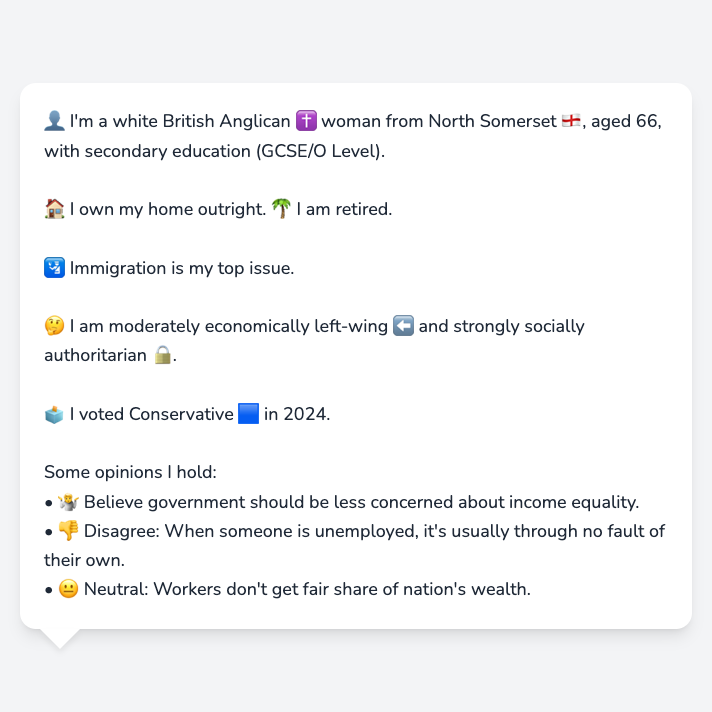 👤 I'm a white British Anglican ✝️ woman from North Somerset 🏴󠁧󠁢󠁥󠁮󠁧󠁿, aged 66,
with secondary education (GCSE/O Level).
🏠 I own my home outright. 🌴 I am retired.
🛂 Immigration is my top issue.
🤔 I am moderately economically left-wing ⬅️ and strongly socially
authoritarian 🔒.
🗳️ I voted Conservative 🟦 in 2024.
Some opinions I hold:
• 🤷 Believe government should be less concerned about income equality.
• 👎 Disagree: When someone is unemployed, it's usually through no fault of
their own.
• 😐 Neutral: Workers don't get fair share of nation's wealth.